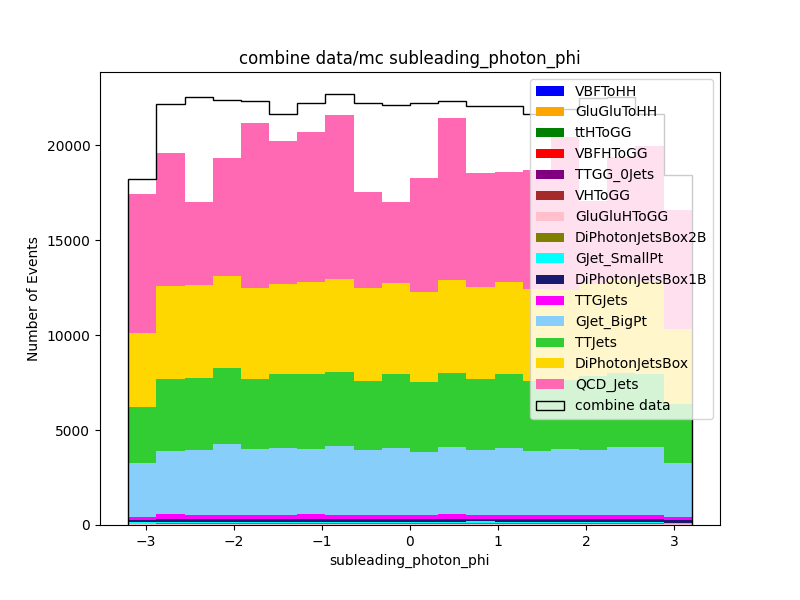 combine data/mc subleading_photon_phi
Number of Events
20000
15000
10000
5000
0
−3
−2
−1
0
1
2
3
subleading_photon_phi
VBFToHH
GluGluToHH
ttHToGG
VBFHToGG
TTGG_0Jets
VHToGG
GluGluHToGG
DiPhotonJetsBox2B
GJet_SmallPt
DiPhotonJetsBox1B
TTGJets
GJet_BigPt
TTJets
DiPhotonJetsBox
QCD_Jets
combine data